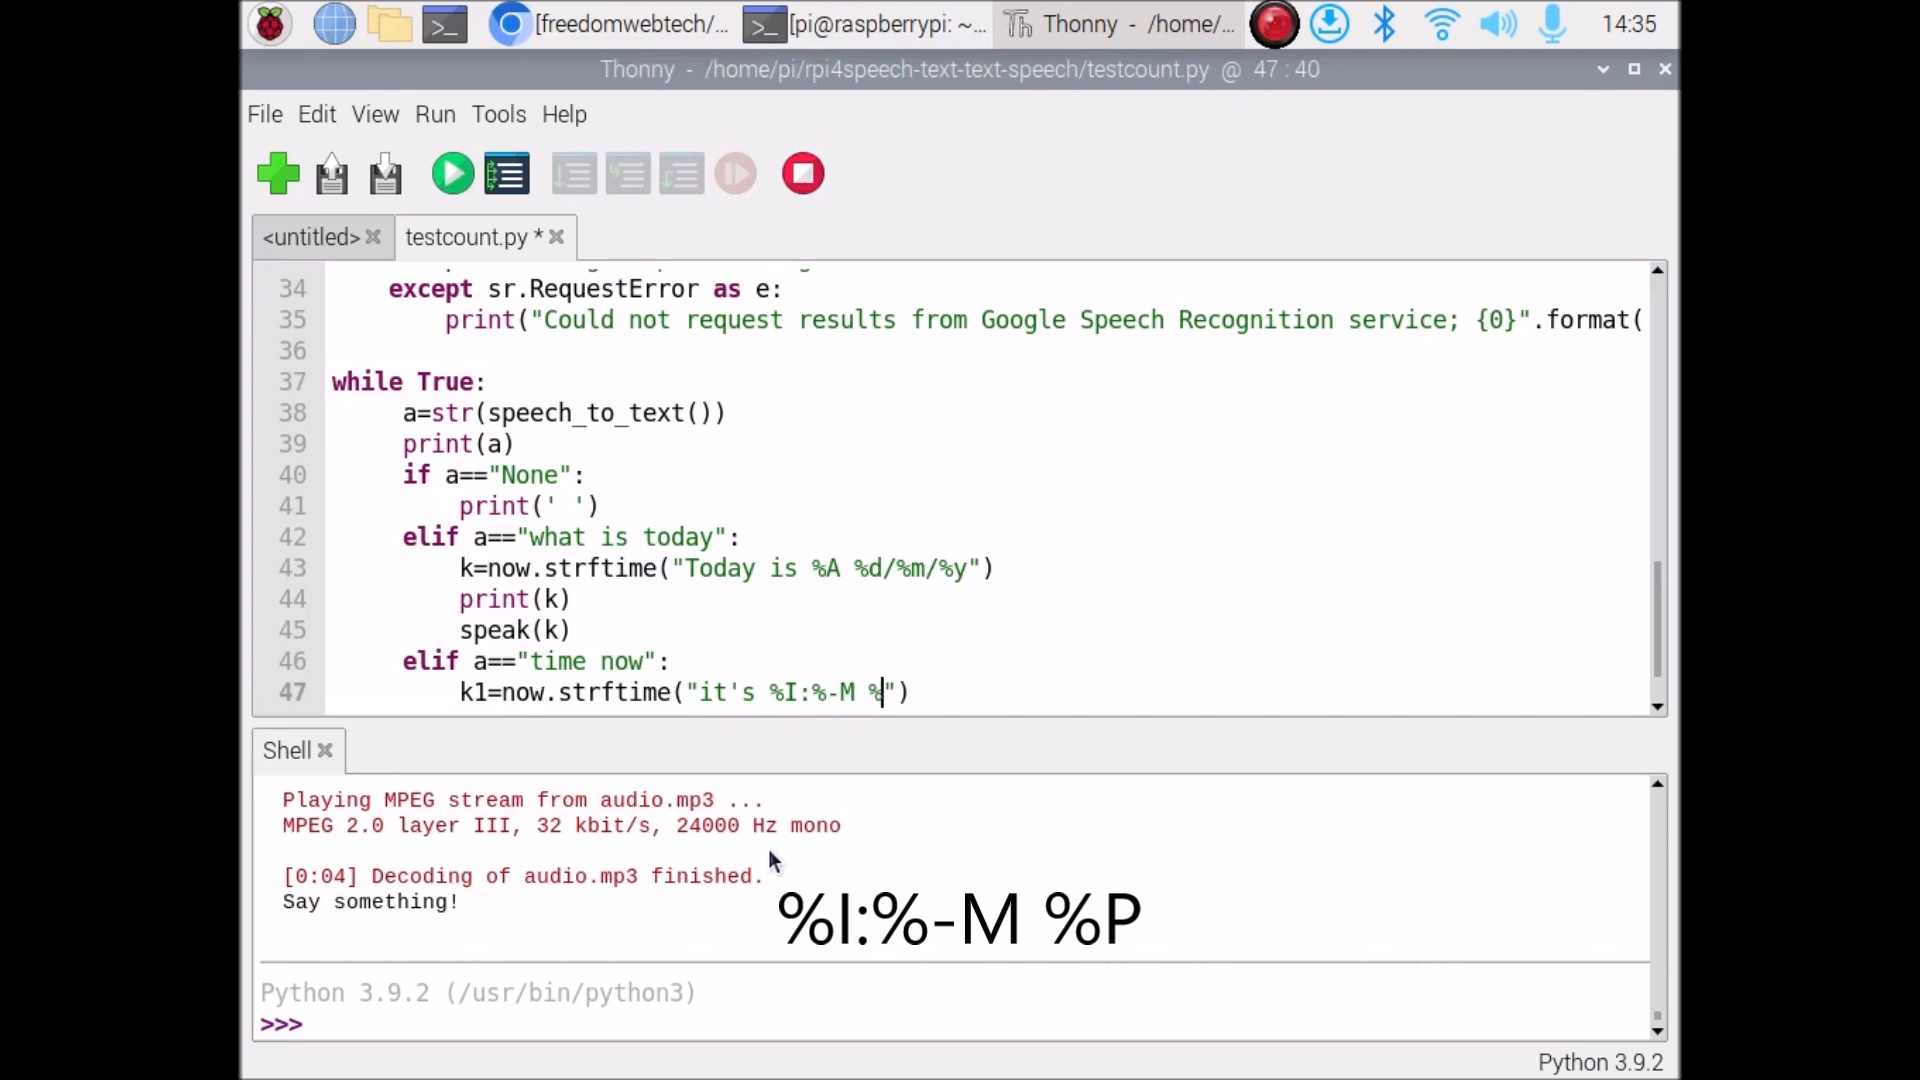 [freedomwebtech/...
[pi@raspberrypi: ~...
Thonny - /home/...
14:35
Thonny - /home/pi/rpi4speech-text-text-speech/testcount.py @ 47 : 40
File Edit View Run Tools Help
<untitled>
testcount.py *
34 except sr.RequestError as e:
35 print("Could not request results from Google Speech Recognition service; {0}".format(
36
37 while True:
38 a=str(speech_to_text())
39 print(a)
40 if a=="None":
41 print(' ')
42 elif a=="what is today":
43 k=now.strftime("Today is %A %d/%m/%y")
44 print(k)
45 speak(k)
46 elif a=="time now":
47 k1=now.strftime("it's %I:%-M %")
Shell
Playing MPEG stream from audio.mp3 ...
MPEG 2.0 layer III, 32 kbit/s, 24000 Hz mono
[0:04] Decoding of audio.mp3 finished.
Say something!
%I:%-M %P
Python 3.9.2 (/usr/bin/python3)
>>>
Python 3.9.2